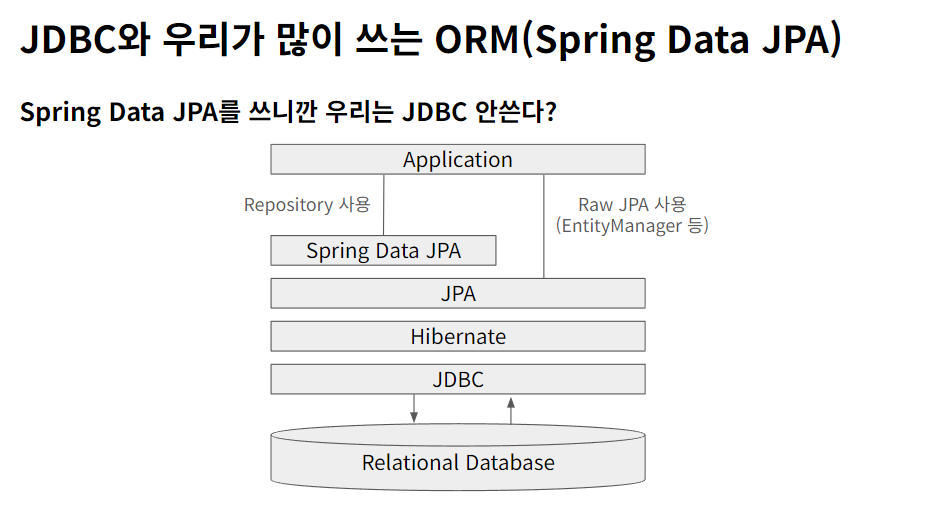 JDBC와 우리가 많이 쓰는 ORM(Spring Data JPA)
Spring Data JPA를 쓰니깐 우리는 JDBC 안쓴다?
Application
Repository 사용
Raw JPA 사용
(EntityManager 등)
Spring Data JPA
JPA
Hibernate
JDBC
Relational Database